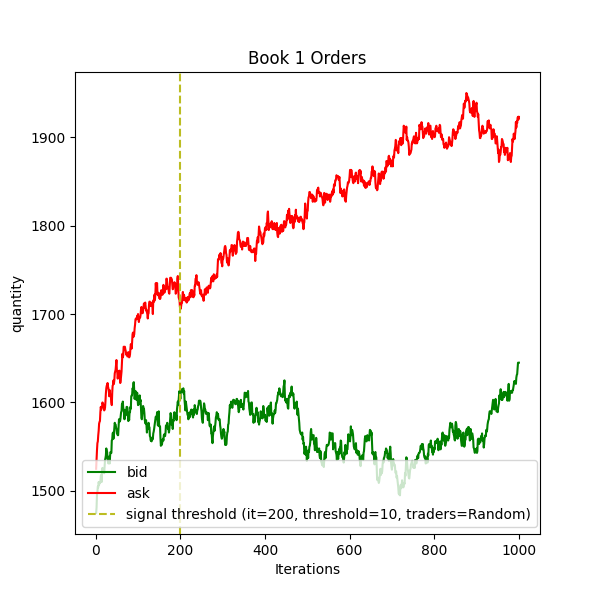 Book 1 Orders
quantity
1900
1800
1700
1600
1500
bid
ask
signal threshold (it=200, threshold=10, traders=Random)
0 200 400 600 800 1000
Iterations